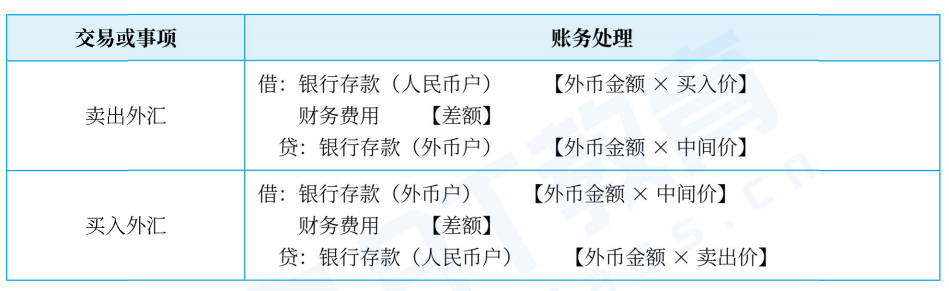 交易或事项 账务处理
卖出外汇
借：银行存款（人民币户） 【外币金额 × 买入价】
财务费用 【差额】
贷：银行存款（外币户） 【外币金额 × 中间价】
买入外汇
借：银行存款（外币户） 【外币金额 × 中间价】
财务费用 【差额】
贷：银行存款（人民币户） 【外币金额 × 卖出价】